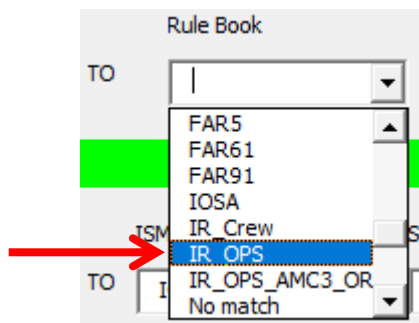 Rule Book
TO
FAR5
FAR61
FAR91
IOSA
IR_Crew
ISM
IR_OPS
TO
IR_OPS_AMC3_OR
No match